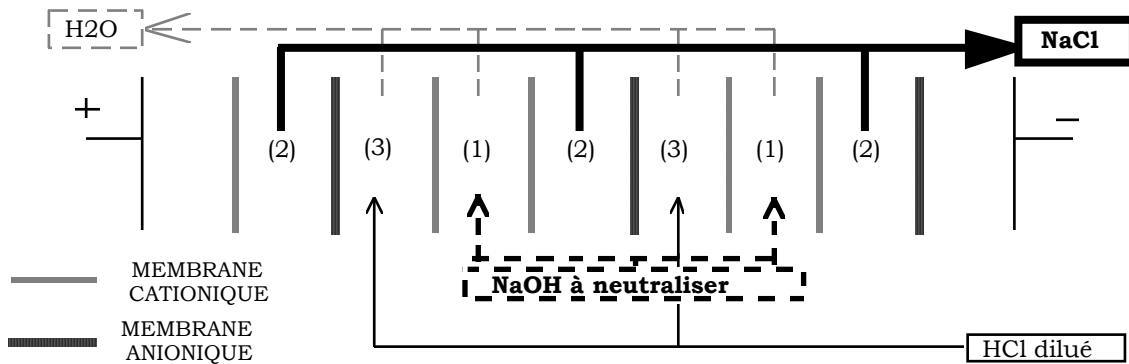 H2O
NaCl
+
−
(2) (3) (1) (2) (3) (1) (2)
MEMBRANE
CATIONIQUE
NaOH à neutraliser
MEMBRANE
ANIONIQUE
HCl dilué